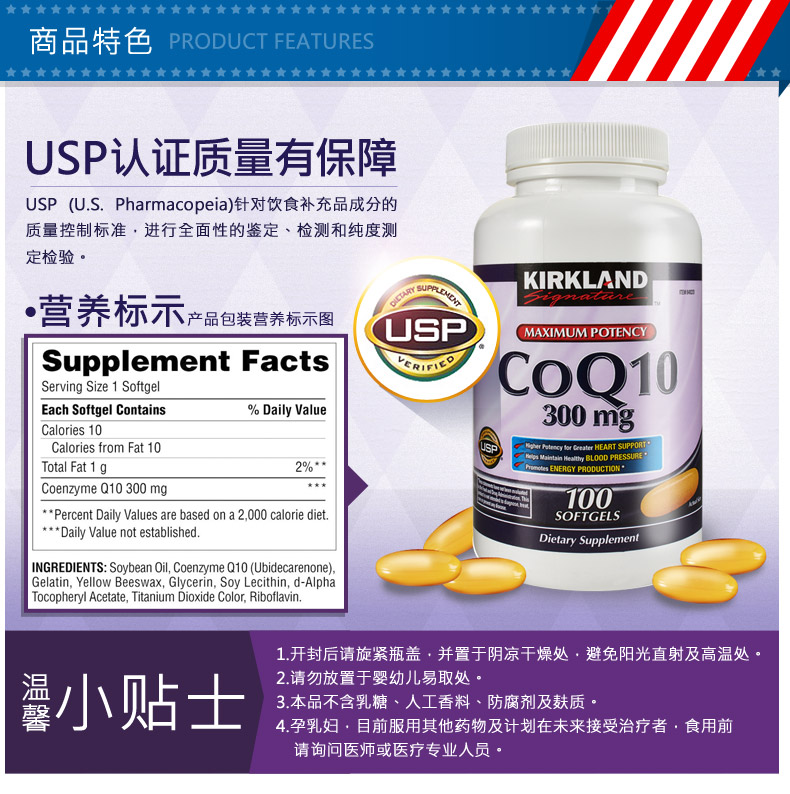 商品特色 PRODUCT FEATURES
USP认证质量有保障
USP (U.S. Pharmacopeia)针对饮食补充品成分的
质量控制标准，进行全面性的鉴定、检测和纯度测
定检验。
•营养标示产品包装营养标示图
Supplement Facts
Serving Size 1 Softgel
Each Softgel Contains % Daily Value
Calories 10
Calories from Fat 10
Total Fat 1 g 2%**
Coenzyme Q10 300 mg ***
**Percent Daily Values are based on a 2,000 calorie diet.
***Daily Value not established.
INGREDIENTS: Soybean Oil, Coenzyme Q10 (Ubidecarenone),
Gelatin, Yellow Beeswax, Glycerin, Soy Lecithin, d-Alpha
Tocopheryl Acetate, Titanium Dioxide Color, Riboflavin.
DIETARY SUPPLEMENT
USP
VERIFIED
®
KIRKLAND
Signature™
MAXIMUM POTENCY
CoQ10
300 mg
USP
Higher Potency for Greater HEART SUPPORT*
Helps Maintain Healthy BLOOD PRESSURE*
Promotes ENERGY PRODUCTION*
100
SOFTGELS
Dietary Supplement
温馨小贴士
1.开封后请旋紧瓶盖，并置于阴凉干燥处，避免阳光直射及高温处。
2.请勿放置于婴幼儿易取处。
3.本品不含乳糖、人工香料、防腐剂及麸质。
4.孕乳妇，目前服用其他药物及计划在未来接受治疗者，食用前
请询问医师或医疗专业人员。